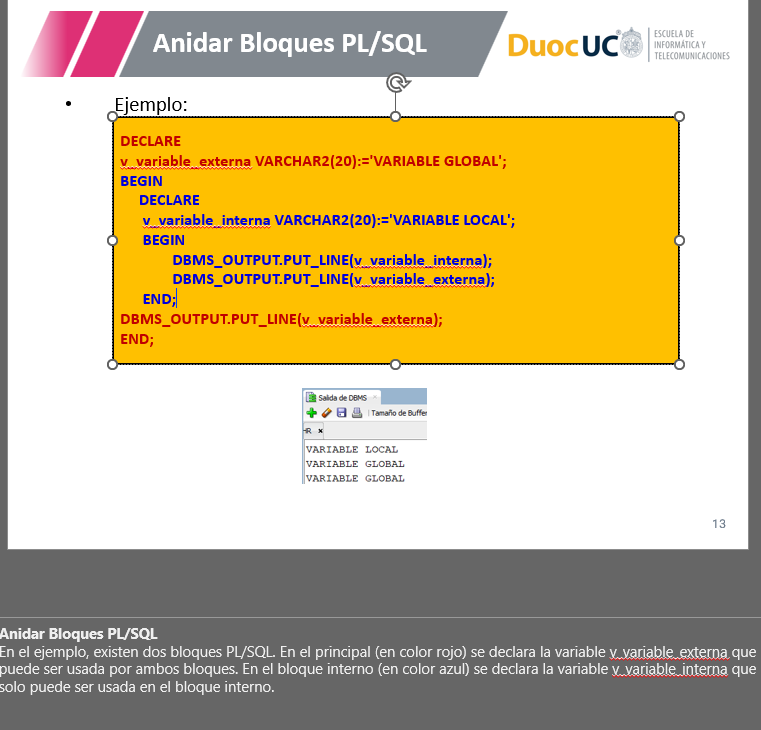 Anidar Bloques PL/SQL
Duoc UC
ESCUELA DE
INFORMÁTICA Y
TELECOMUNICACIONES
• Ejemplo:
DECLARE
v_variable_externa VARCHAR2(20):='VARIABLE GLOBAL';
BEGIN
DECLARE
v_variable_interna VARCHAR2(20):='VARIABLE LOCAL';
BEGIN
DBMS_OUTPUT.PUT_LINE(v_variable_interna);
DBMS_OUTPUT.PUT_LINE(v_variable_externa);
END;
DBMS_OUTPUT.PUT_LINE(v_variable_externa);
END;
Salida de DBMS
Tamaño de Buffer
HR x
VARIABLE LOCAL
VARIABLE GLOBAL
VARIABLE GLOBAL
13
Anidar Bloques PL/SQL
En el ejemplo, existen dos bloques PL/SQL. En el principal (en color rojo) se declara la variable v_variable_externa que
puede ser usada por ambos bloques. En el bloque interno (en color azul) se declara la variable v_variable_interna que
solo puede ser usada en el bloque interno.